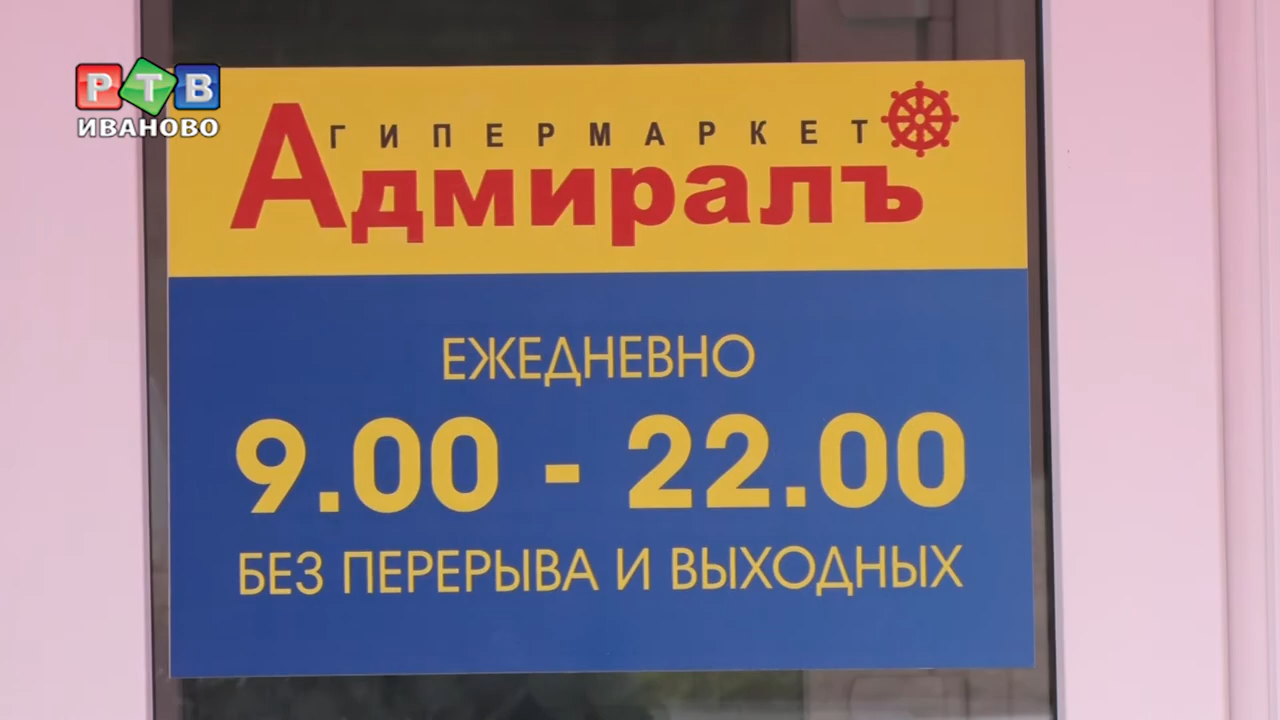 РТВ
ИВАНОВО
ГИПЕРМАРКЕТ
Адмиралъ
ЕЖЕДНЕВНО
9.00 - 22.00
БЕЗ ПЕРЕРЫВА И ВЫХОДНЫХ